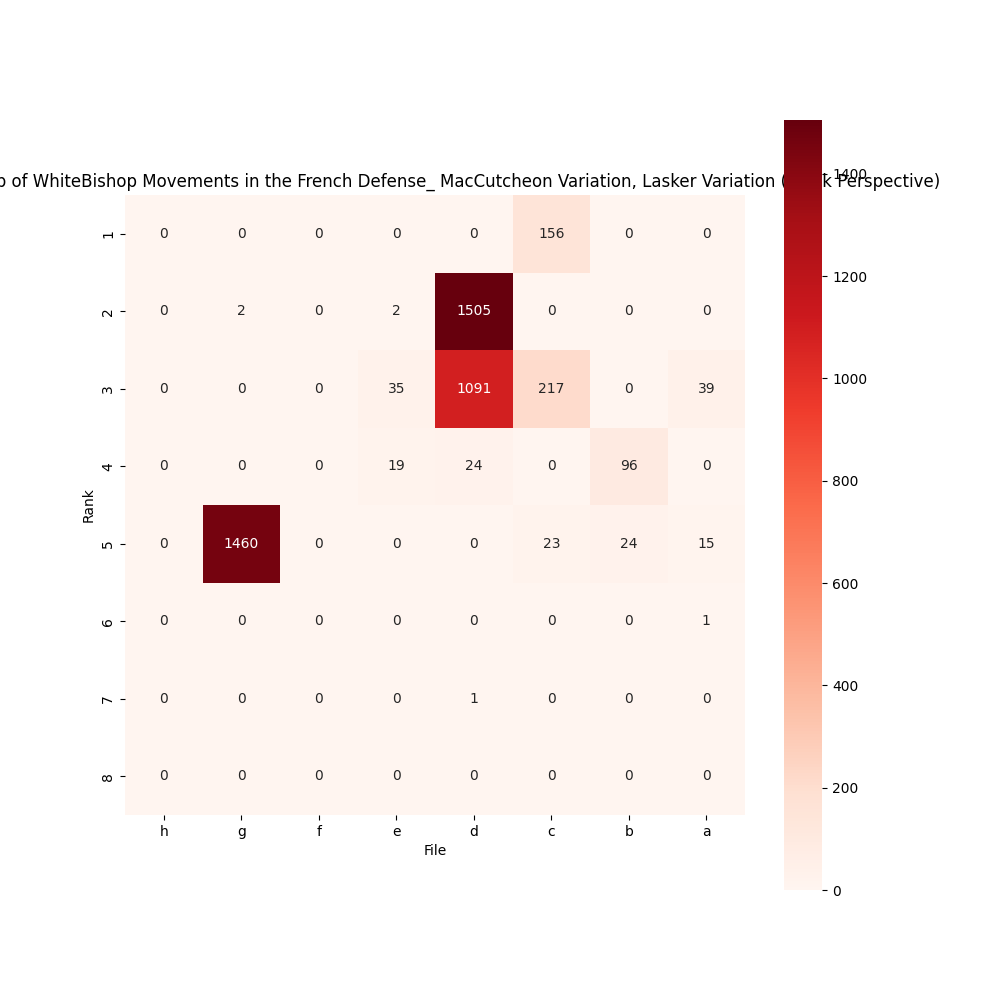 p of WhiteBishop Movements in the French Defense_ MacCutcheon Variation, Lasker Variation ( k Perspective)
1400
1 0 0 0 0 0 156 0 0
1200
2 0 2 0 2 1505 0 0 0
1000
3 0 0 0 35 1091 217 0 39
800
4 0 0 0 19 24 0 96 0
Rank
5 0 1460 0 0 0 23 24 15
600
6 0 0 0 0 0 0 0 1
400
7 0 0 0 0 1 0 0 0
8 0 0 0 0 0 0 0 0
200
h g f e d c b a
File
0